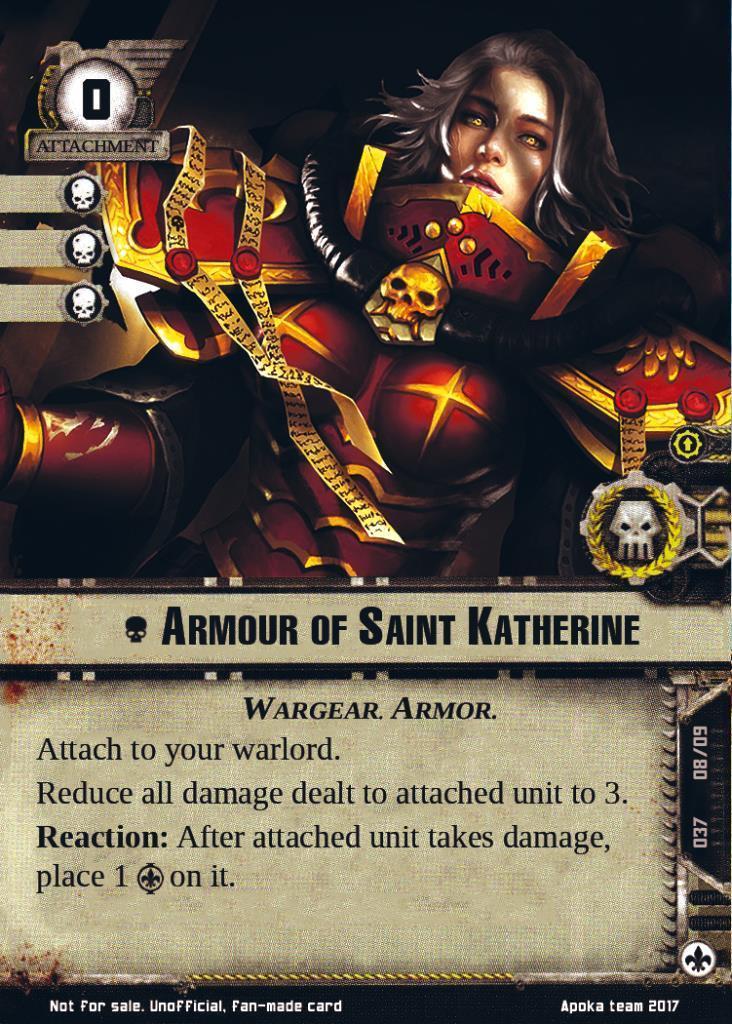 0
ATTACHMENT
ARMOUR OF SAINT KATHERINE
WARGEAR. ARMOR.
Attach to your warlord.
Reduce all damage dealt to attached unit to 3.
Reaction: After attached unit takes damage,
place 1 on it.
037 08/09
Not for sale. Unofficial, fan-made card
Apoka team 2017